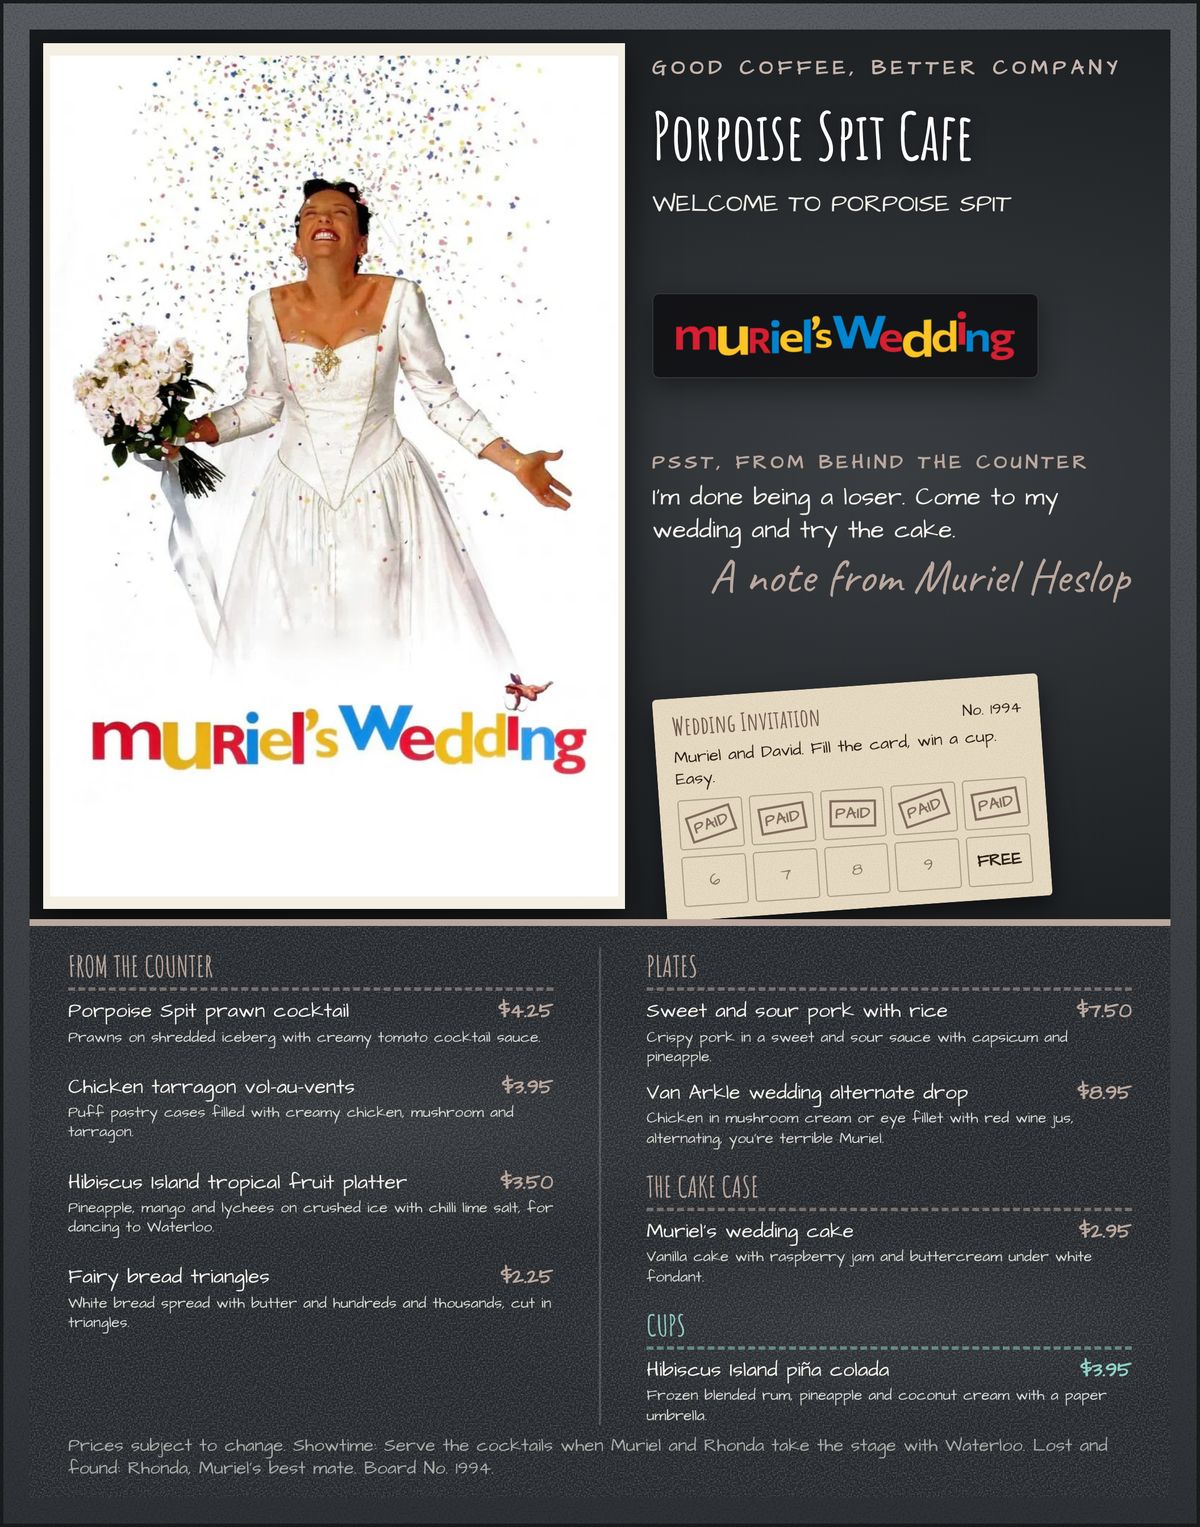 GOOD COFFEE, BETTER COMPANY
PORPOISE SPIT CAFE
WELCOME TO PORPOISE SPIT
muRiel's Wedding
PSST, FROM BEHIND THE COUNTER
I'm done being a loser. Come to my
wedding and try the cake.
A note from Muriel Heslop
muRiel's Wedding
WEDDING INVITATION
No. 1994
Muriel and David. Fill the card, win a cup.
Easy.
PAID PAID PAID PAID PAID
6 7 8 9 FREE
FROM THE COUNTER
Porpoise Spit prawn cocktail $4.25
Prawns on shredded iceberg with creamy tomato cocktail sauce.
Chicken tarragon vol-au-vents $3.95
Puff pastry cases filled with creamy chicken, mushroom and
tarragon.
Hibiscus Island tropical fruit platter $3.50
Pineapple, mango and lychees on crushed ice with chilli lime salt, for
dancing to Waterloo.
Fairy bread triangles $2.25
White bread spread with butter and hundreds and thousands, cut in
triangles.
PLATES
Sweet and sour pork with rice $7.50
Crispy pork in a sweet and sour sauce with capsicum and
pineapple.
Van Arkle wedding alternate drop $8.95
Chicken in mushroom cream or eye fillet with red wine jus,
alternating, you're terrible Muriel.
THE CAKE CASE
Muriel's wedding cake $2.95
Vanilla cake with raspberry jam and buttercream under white
fondant.
CUPS
Hibiscus Island piña colada $3.95
Frozen blended rum, pineapple and coconut cream with a paper
umbrella.
Prices subject to change. Showtime: Serve the cocktails when Muriel and Rhonda take the stage with Waterloo. Lost and
found: Rhonda, Muriel's best mate. Board No. 1994.